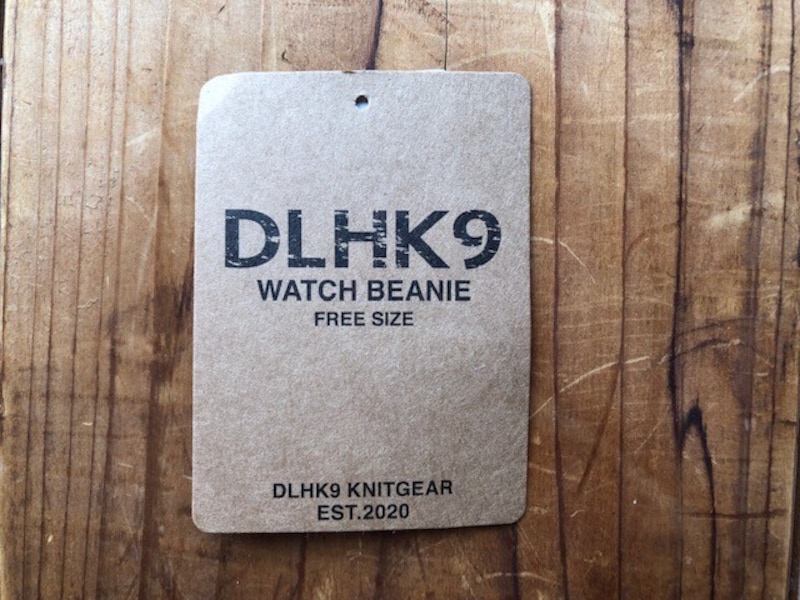 DLHK9
WATCH BEANIE
FREE SIZE
DLHK9 KNITGEAR
EST.2020